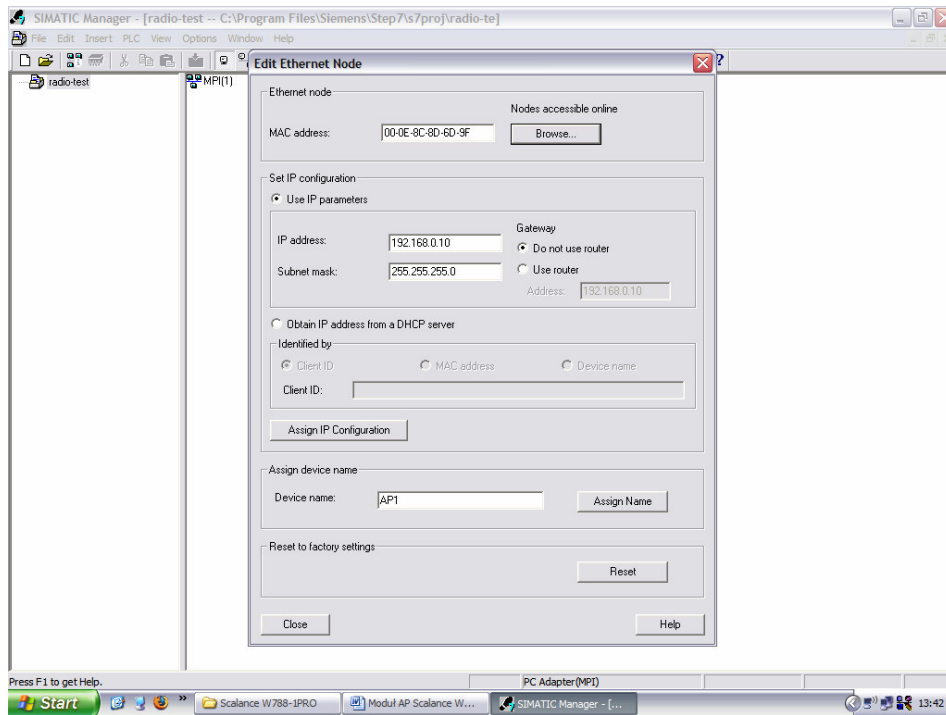 SIMATIC Manager - [radio-test -- C:\Program Files\Siemens\Step7\s7proj\radio-te]
File Edit Insert PLC View Options Window Help
radio-test
MPI(1)
Edit Ethernet Node
Ethernet node
Nodes accessible online
MAC address: 00-0E-8C-8D-6D-9F Browse...
Set IP configuration
Use IP parameters
Gateway
IP address: 192.168.0.10 Do not use router
Subnet mask: 255.255.255.0 Use router
Address: 192.168.0.10
Obtain IP address from a DHCP server
Identified by
Client ID MAC address Device name
Client ID:
Assign IP Configuration
Assign device name
Device name: AP1 Assign Name
Reset to factory settings
Reset
Close Help
Press F1 to get Help. PC Adapter(MPI)
Start Scalance W788-1PRO Moduł AP Scalance W... SIMATIC Manager - [... 13:42